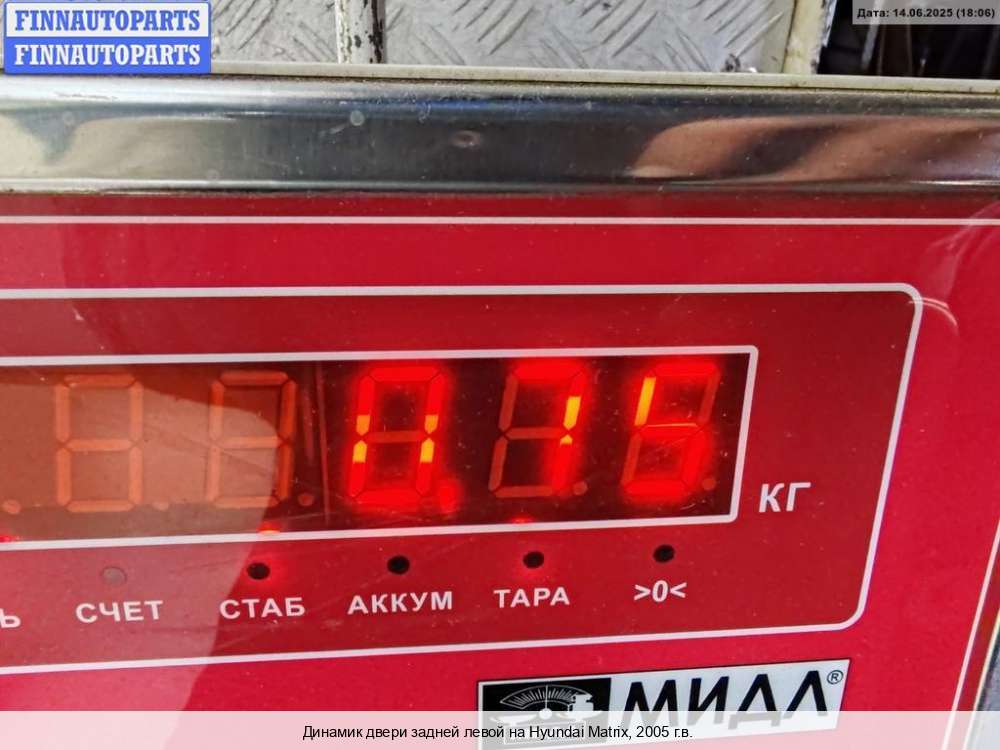 FINNAUTOPARTS
FINNAUTOPARTS
Дата: 14.06.2025 (18:06)
0.75
КГ
Ь СЧЕТ СТАБ АККУМ ТАРА >0<
МИДЛ®
Динамик двери задней левой на Hyundai Matrix, 2005 г.в.